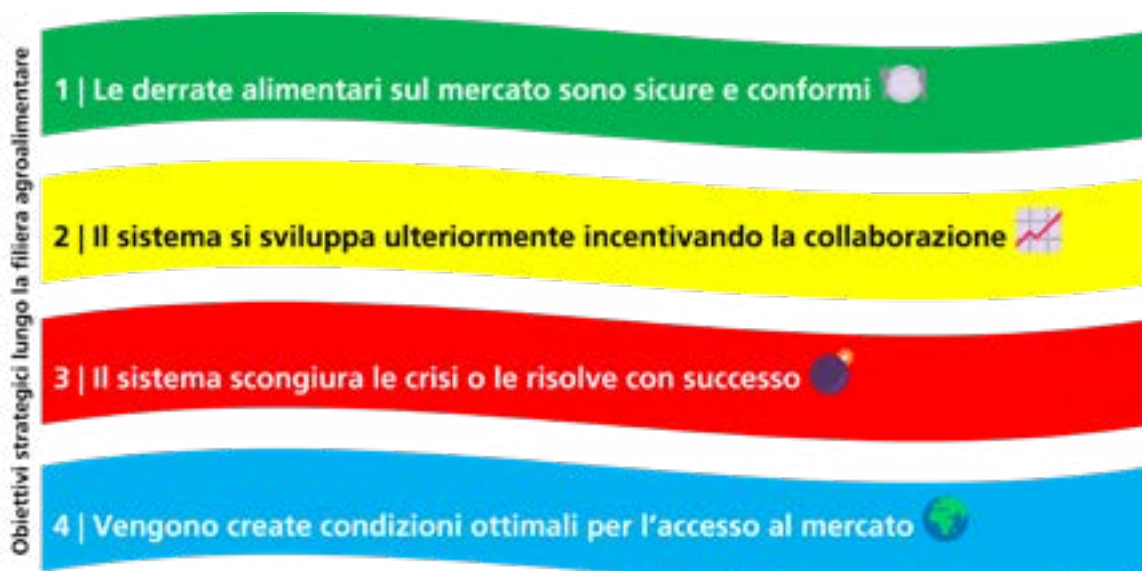 Obiettivi strategici lungo la filiera agroalimentare
1 | Le derrate alimentari sul mercato sono sicure e conformi
2 | Il sistema si sviluppa ulteriormente incentivando la collaborazione
3 | Il sistema scongiura le crisi o le risolve con successo
4 | Vengono create condizioni ottimali per l’accesso al mercato